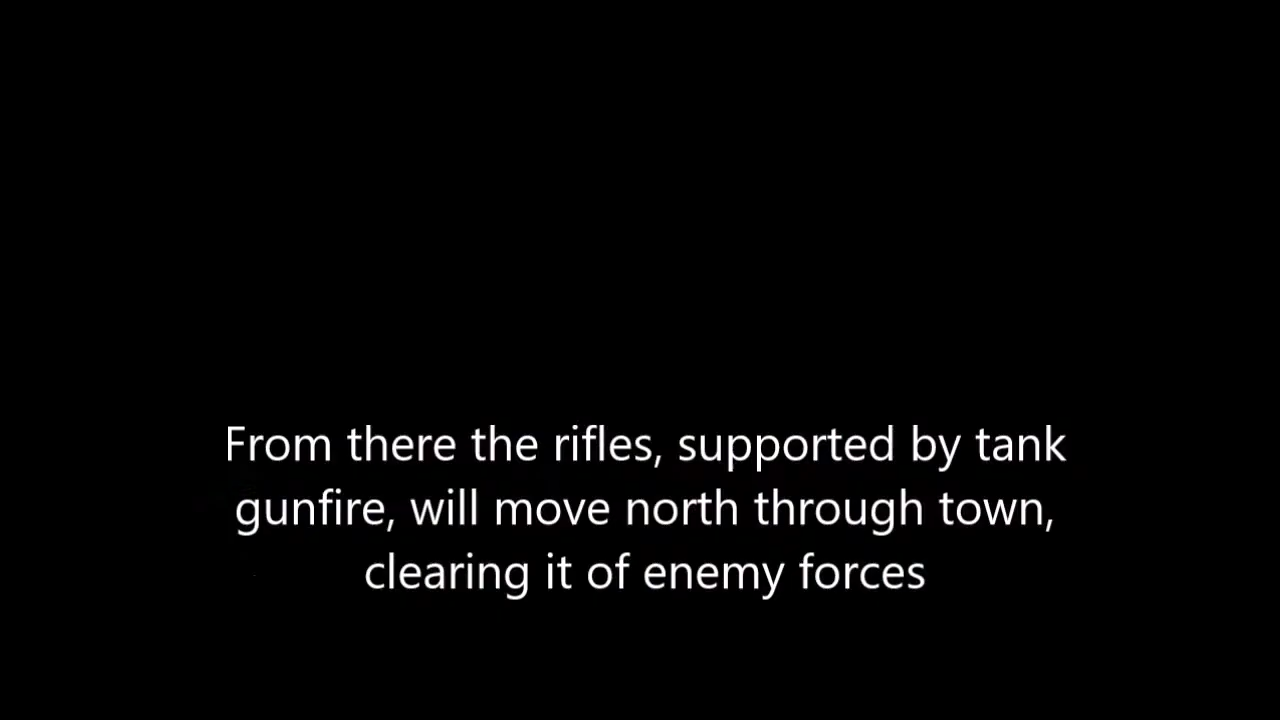 From there the rifles, supported by tank
gunfire, will move north through town,
clearing it of enemy forces